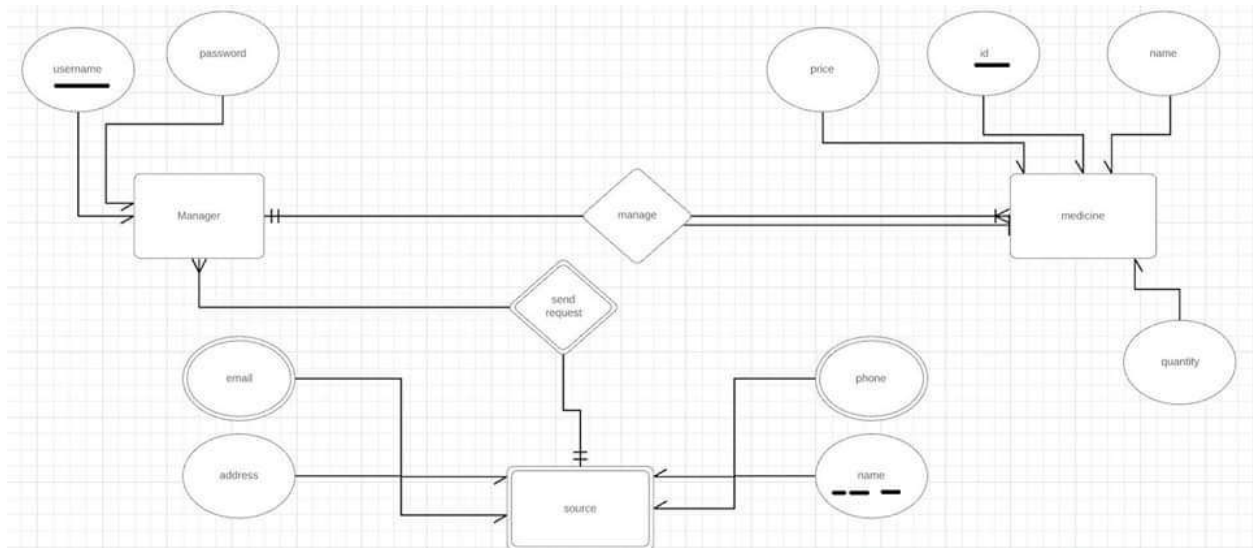 username
password
price
id
name
Manager
manage
medicine
send
request
email
phone
quantity
address
name
source